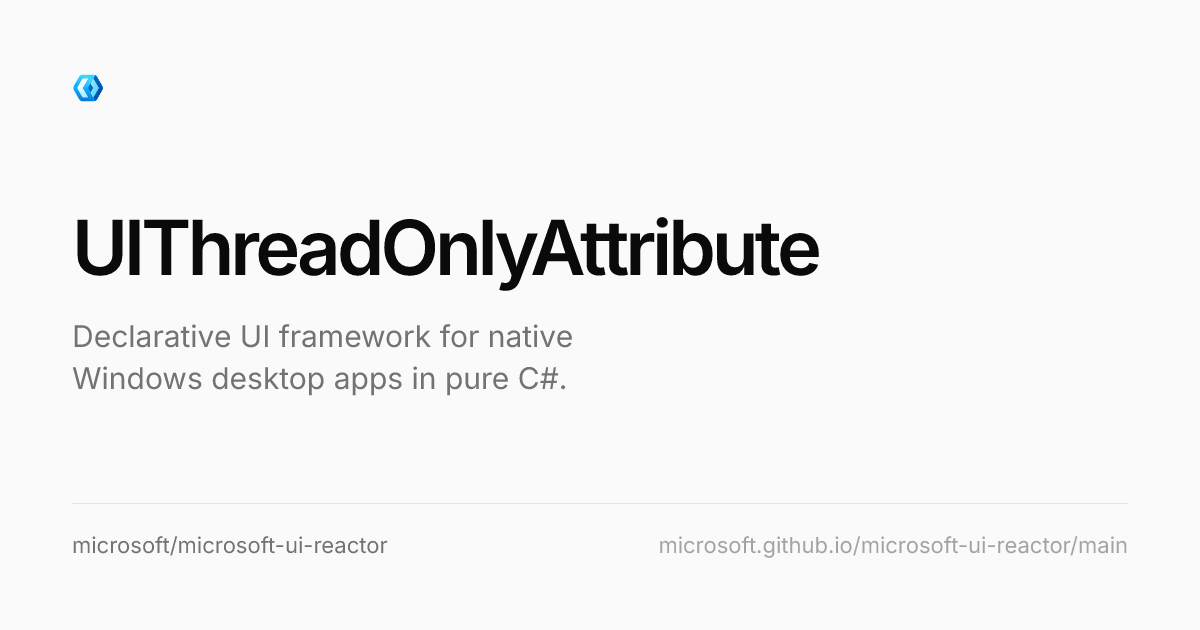 UIThreadOnlyAttribute
Declarative UI framework for native
Windows desktop apps in pure C#.
microsoft/microsoft-ui-reactor
microsoft.github.io/microsoft-ui-reactor/main